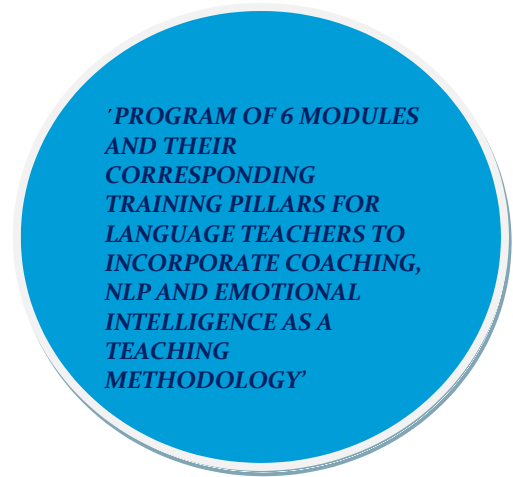 ´PROGRAM OF 6 MODULES
AND THEIR
CORRESPONDING
TRAINING PILLARS FOR
LANGUAGE TEACHERS TO
INCORPORATE COACHING,
NLP AND EMOTIONAL
INTELLIGENCE AS A
TEACHING
METHODOLOGY’